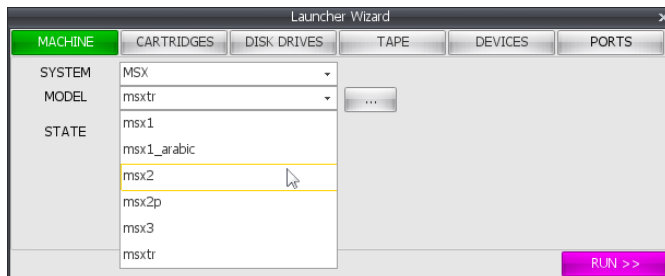 Launcher Wizard x
MACHINE CARTRIDGES DISK DRIVES TAPE DEVICES PORTS
SYSTEM MSX
MODEL msxtr ...
STATE
msx1
msx1_arabic
msx2
msx2p
msx3
msxtr
RUN >>